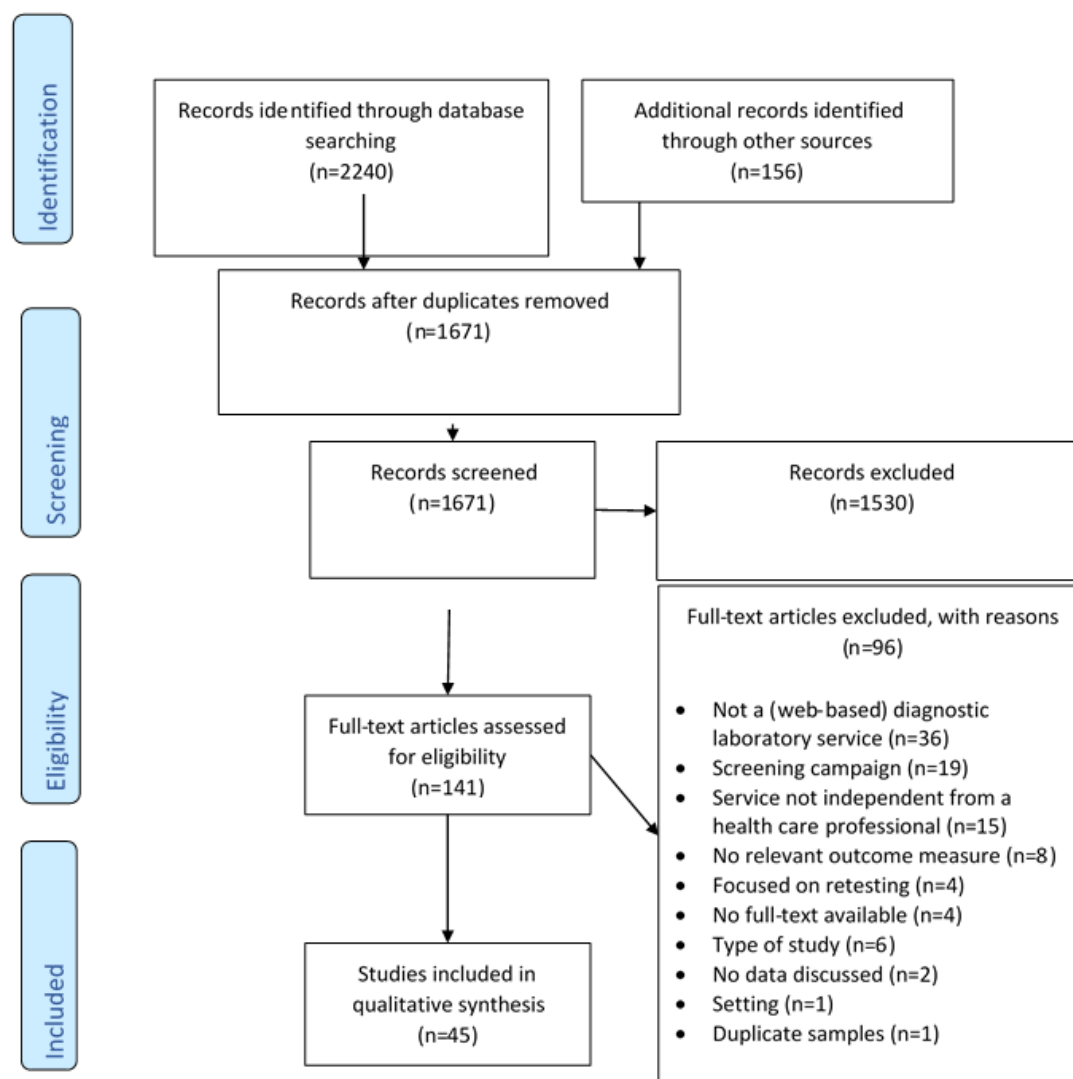 Identification
Records identified through database
searching
(n=2240)
Additional records identified
through other sources
(n=156)
Records after duplicates removed
(n=1671)
Screening
Records screened
(n=1671)
Records excluded
(n=1530)
Eligibility
Full-text articles assessed
for eligibility
(n=141)
Full-text articles excluded, with reasons
(n=96)
• Not a (web-based) diagnostic
laboratory service (n=36)
• Screening campaign (n=19)
• Service not independent from a
health care professional (n=15)
• No relevant outcome measure (n=8)
• Focused on retesting (n=4)
• No full-text available (n=4)
• Type of study (n=6)
• No data discussed (n=2)
• Setting (n=1)
• Duplicate samples (n=1)
Included
Studies included in
qualitative synthesis
(n=45)